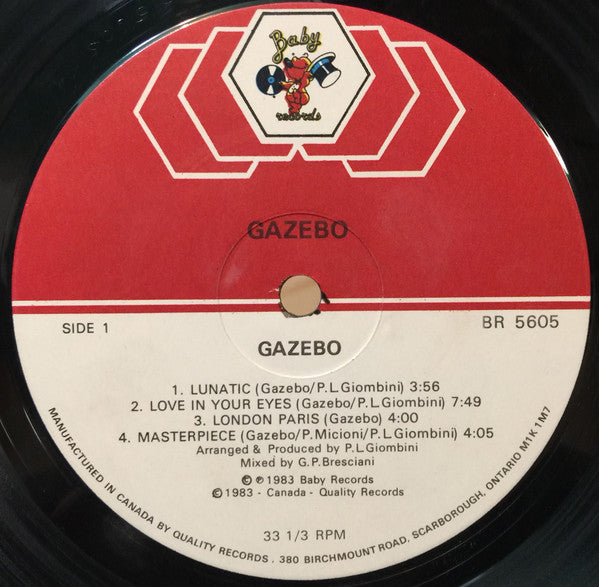 Baby
records
GAZEBO
SIDE 1
BR 5605
GAZEBO
1. LUNATIC (Gazebo/P.L.Giombini) 3:56
2. LOVE IN YOUR EYES (Gazebo/P.L.Giombini) 7:49
3. LONDON PARIS (Gazebo) 4:00
4. MASTERPIECE (Gazebo/P.Micioni/P.L.Giombini) 4:05
Arranged & Produced by P.L.Giombini
Mixed by G.P.Bresciani
© ℗ 1983 Baby Records
© 1983 - Canada - Quality Records
33 1/3 RPM
MANUFACTURED IN CANADA BY QUALITY RECORDS . 380 BIRCHMOUNT ROAD, SCARBOROUGH, ONTARIO M1K 1M7